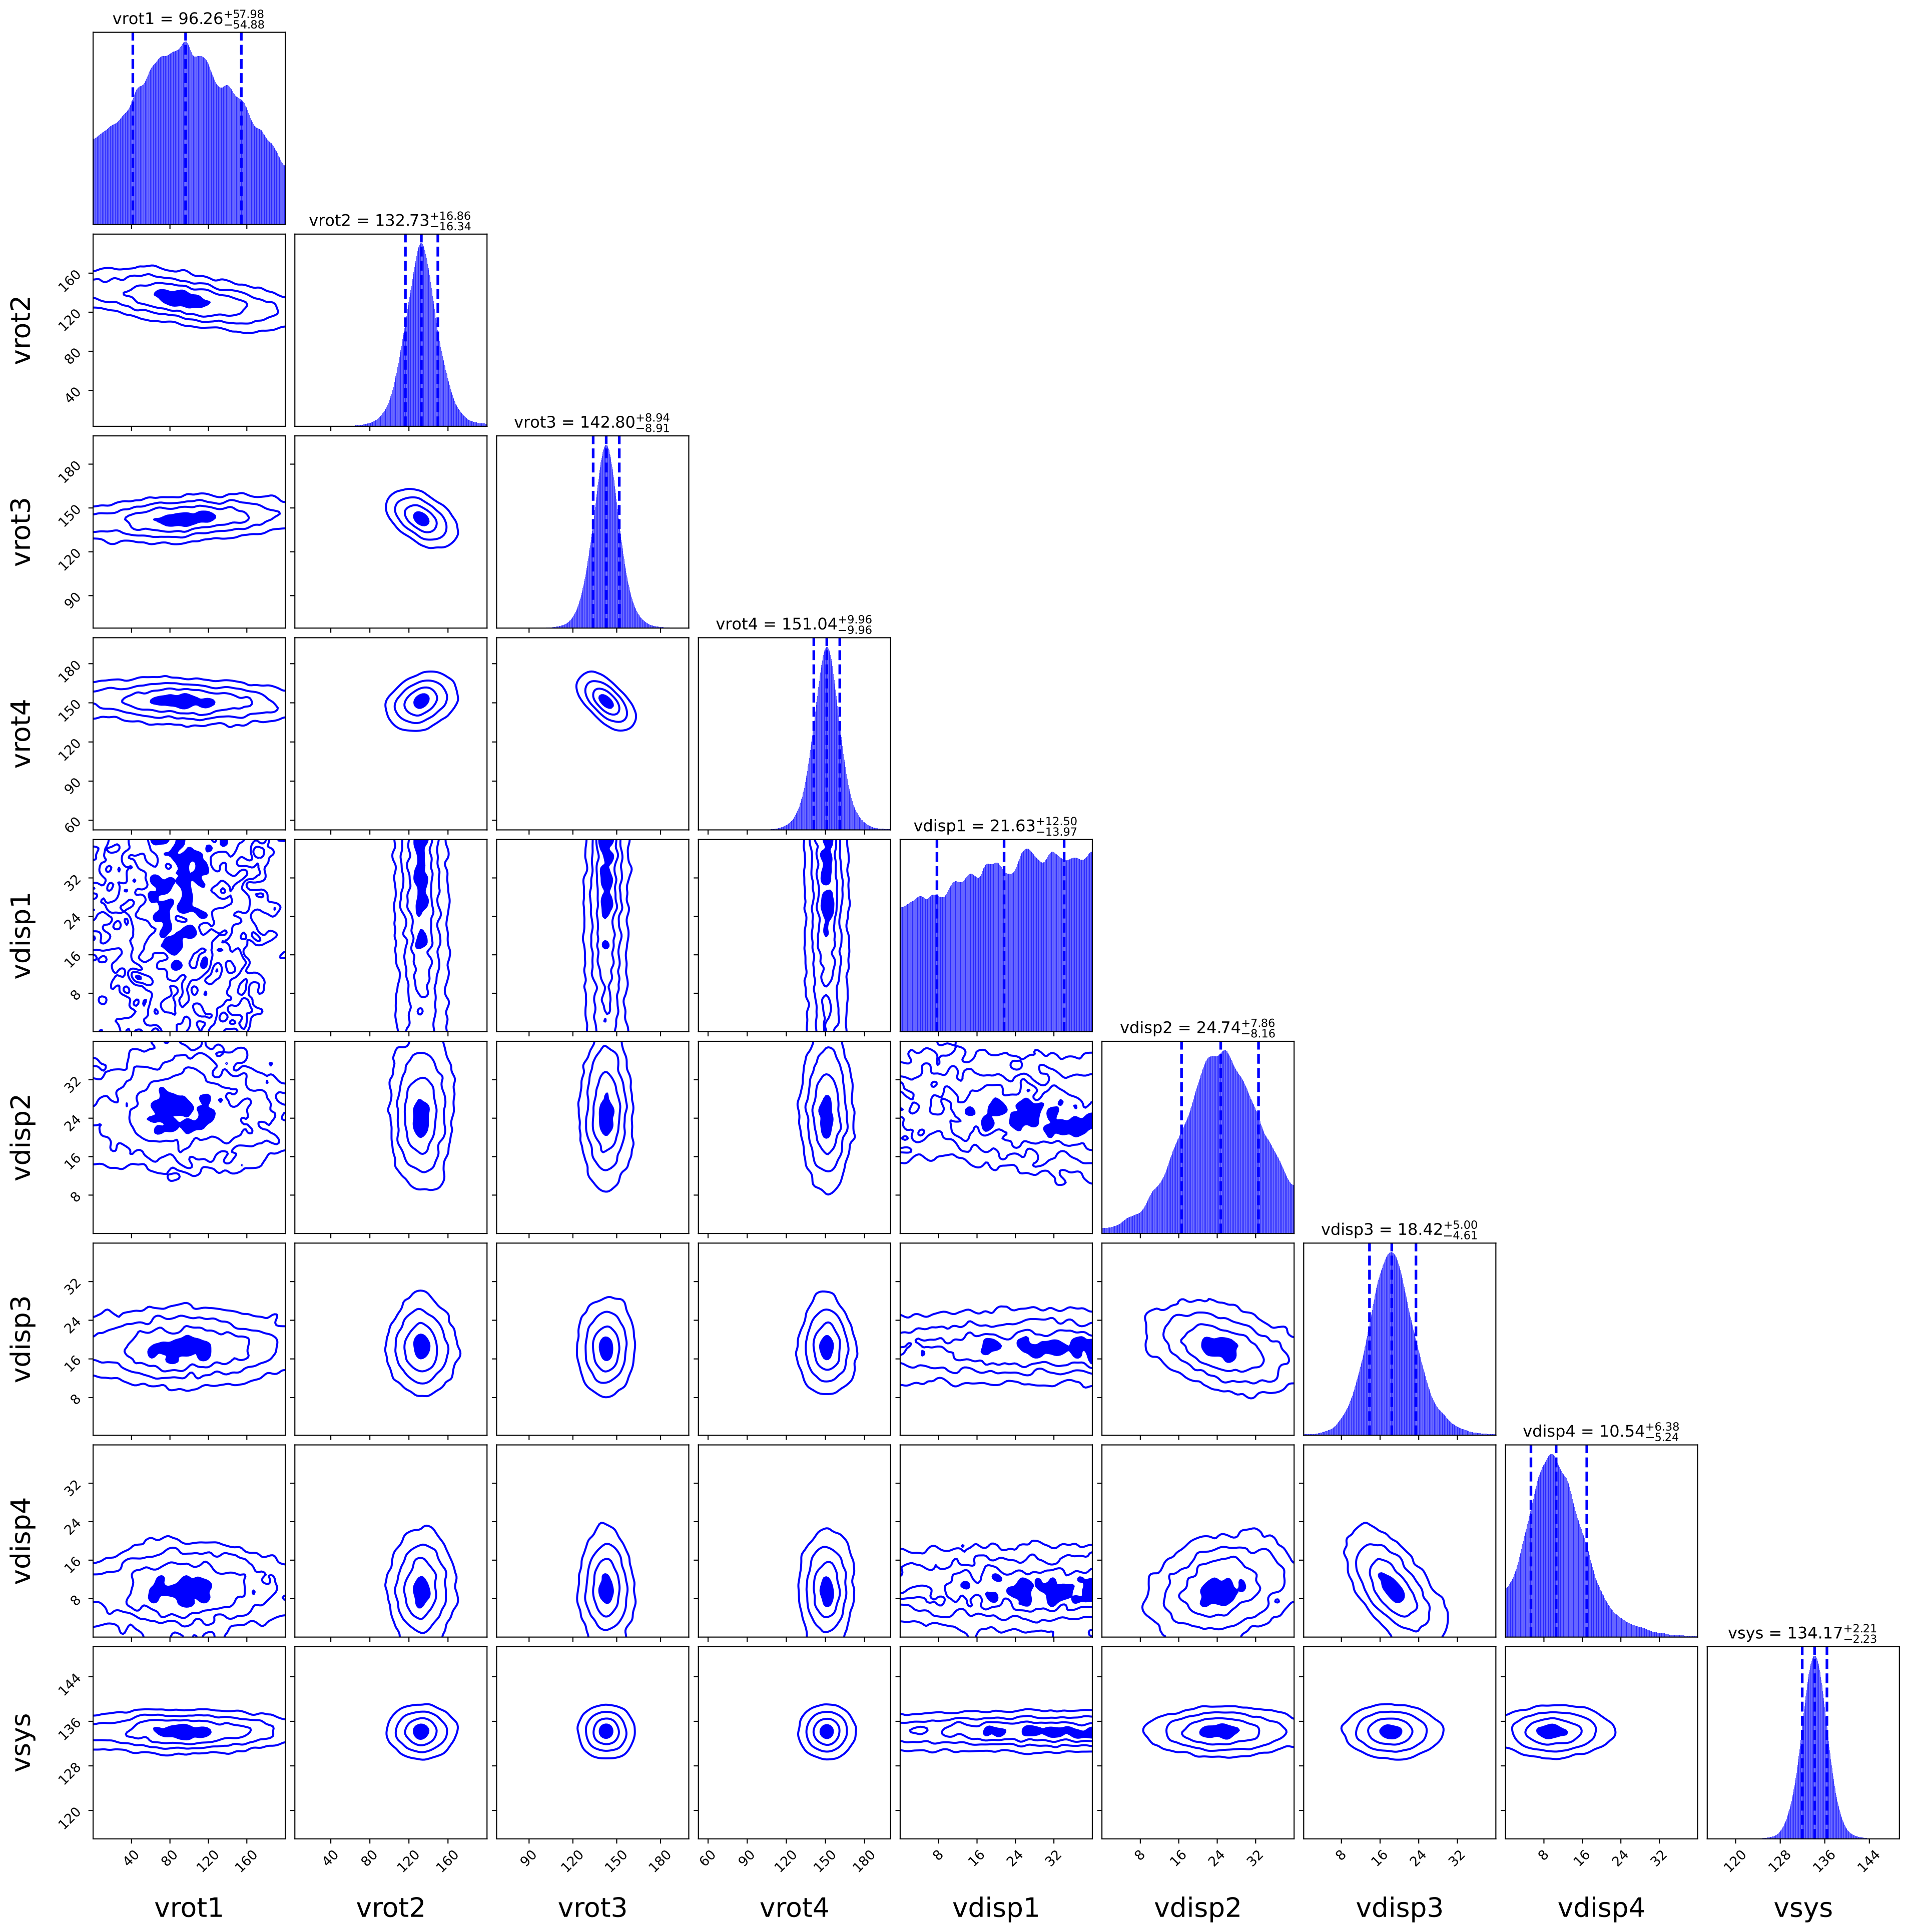 vrot1 = 96.26+57.98−54.88
vrot2 = 132.73+16.86−16.34
vrot2
160
120
80
40
vrot3 = 142.80+8.94−8.91
vrot3
180
150
120
90
vrot4 = 151.04+9.96−9.96
vrot4
180
150
120
90
60
vdisp1 = 21.63+12.50−13.97
vdisp1
32
24
16
8
vdisp2 = 24.74+7.86−8.16
vdisp2
32
24
16
8
vdisp3 = 18.42+5.00−4.61
vdisp3
32
24
16
8
vdisp4 = 10.54+6.38−5.24
vdisp4
32
24
16
8
vsys = 134.17+2.21−2.23
vsys
144
136
128
120
40 80 120 160 40 80 120 160 90 120 150 180 60 90 120 150 180 8 16 24 32 8 16 24 32 8 16 24 32 8 16 24 32 120 128 136 144
vrot1 vrot2 vrot3 vrot4 vdisp1 vdisp2 vdisp3 vdisp4 vsys